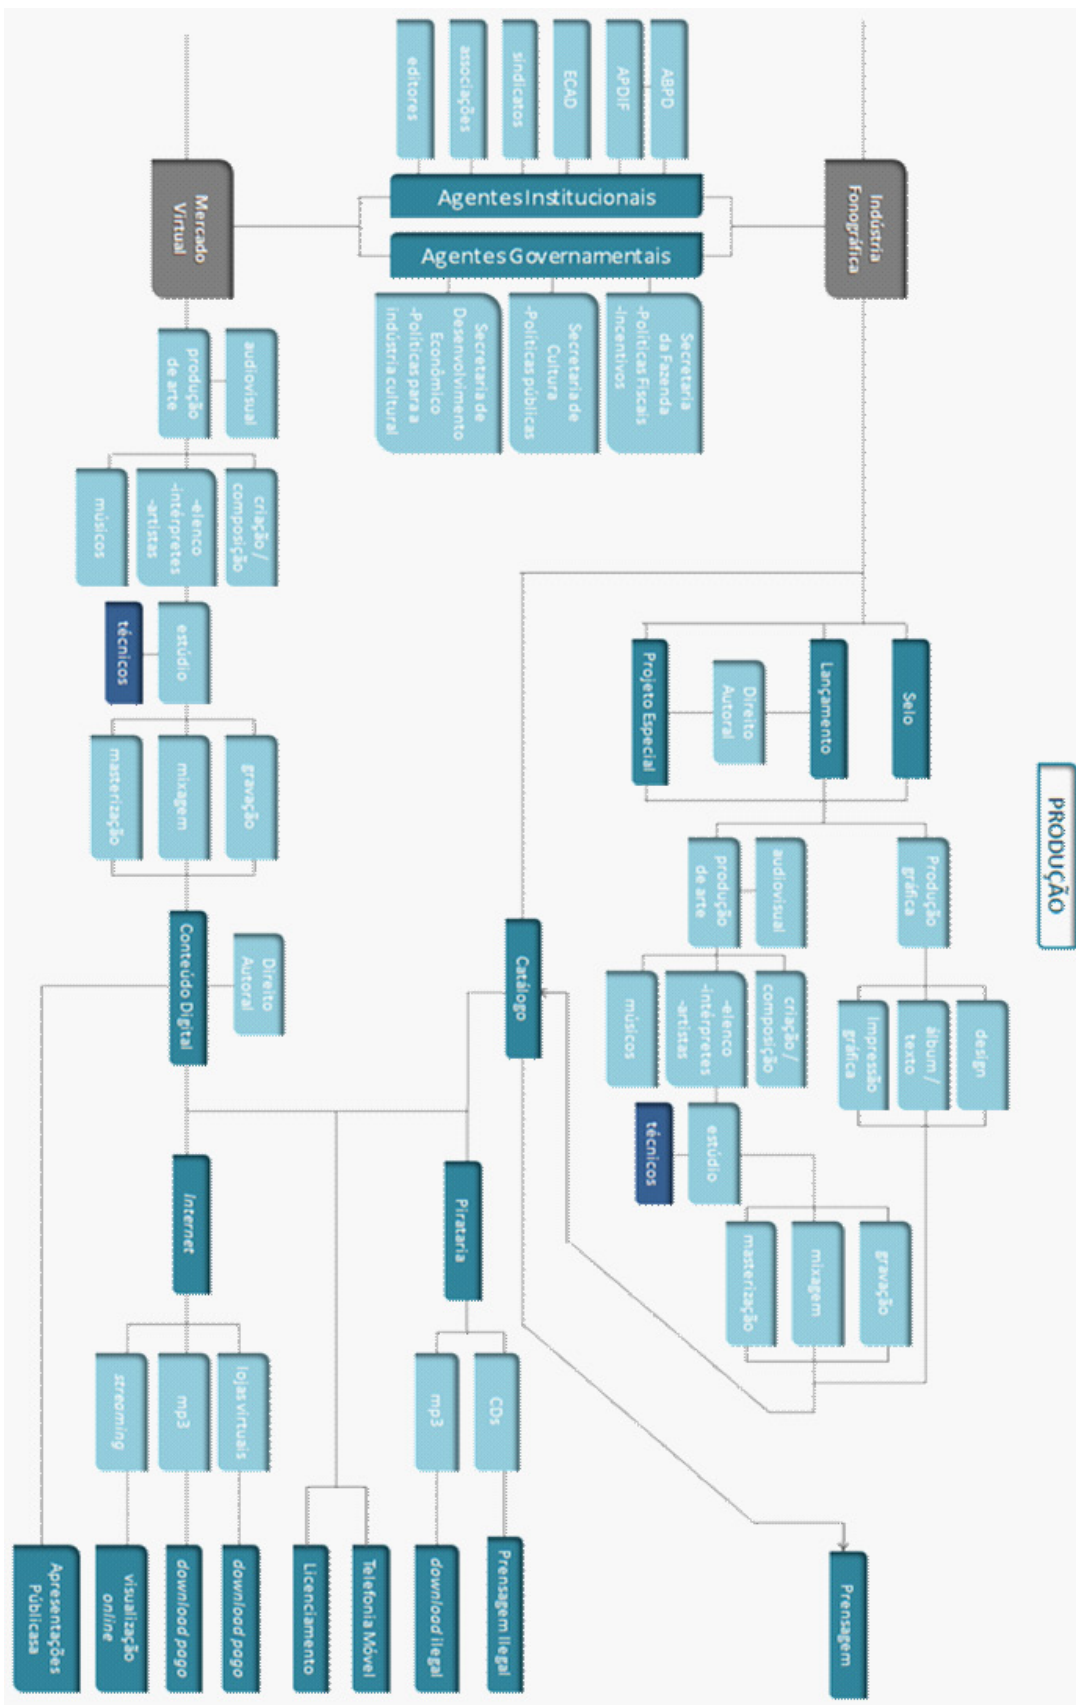 PRODUÇÃO
Indústria
Fonográfica
Selo
Lançamento
Projeto Especial
Direito
Autoral
Produção
gráfica
design
álbum /
texto
Impressão
gráfica
audiovisual
produção
de arte
criação /
composição
-elenco
-intérpretes
-artistas
músicos
estúdio
técnicos
gravação
mixagem
masterização
Prensagem
Catálogo
ABPD
APDIF
ECAD
sindicatos
associações
editores
Agentes Institucionais
Agentes Governamentais
Secretaria
da Fazenda
-Políticas Fiscais
-Incentivos
Secretaria de
Cultura
-Políticas públicas
Secretaria de
Desenvolvimento
Econômico
-Políticas para a
indústria cultural
Pirataria
CDs
mp3
Prensagem Ilegal
download ilegal
Telefonia Móvel
Licenciamento
Mercado
Virtual
audiovisual
produção
de arte
criação /
composição
-elenco
-intérpretes
-artistas
músicos
estúdio
técnicos
gravação
mixagem
masterização
Direito
Autoral
Conteúdo Digital
Internet
lojas virtuais
mp3
streaming
download pago
download pago
visualização
online
Apresentações
Públicasa